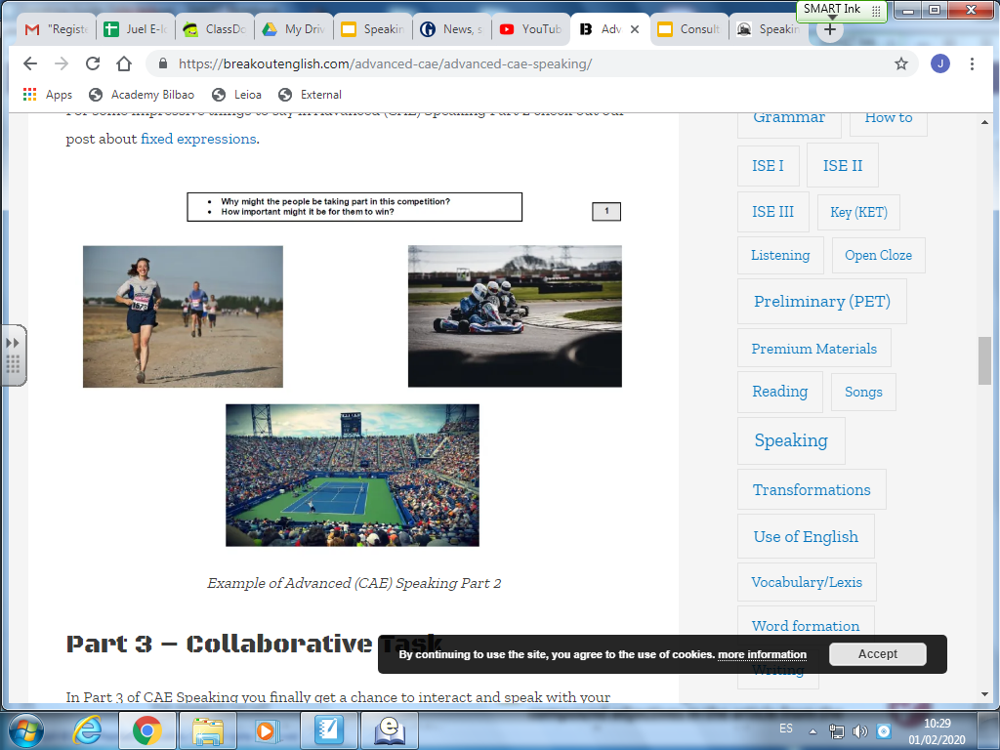 SMART Ink
"Registe
Juel E-le
ClassDo
My Driv
Speakin
News, s
YouTub
Adv
Consult
Speakin
https://breakoutenglish.com/advanced-cae/advanced-cae-speaking/
J
Apps
Academy Bilbao
Leioa
External
For some impressive things to say in Advanced (CAE) Speaking Part 2 check out our
post about fixed expressions.
• Why might the people be taking part in this competition?
• How important might it be for them to win?
1
Example of Advanced (CAE) Speaking Part 2
Part 3 – Collaborative Task
In Part 3 of CAE Speaking you finally get a chance to interact and speak with your
Grammar
How to
ISE I
ISE II
ISE III
Key (KET)
Listening
Open Cloze
Preliminary (PET)
Premium Materials
Reading
Songs
Speaking
Transformations
Use of English
Vocabulary/Lexis
Word formation
Writing
By continuing to use the site, you agree to the use of cookies. more information
Accept
ES
10:29
01/02/2020